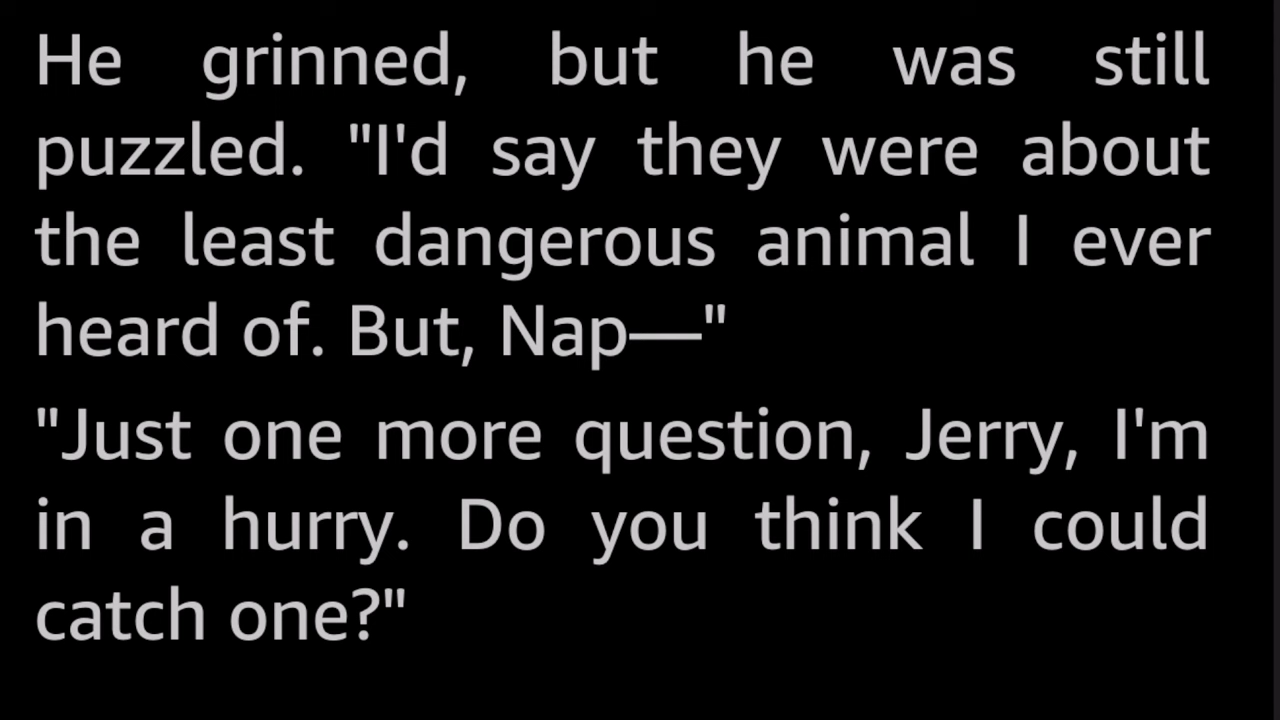 He grinned, but he was still
puzzled. "I'd say they were about
the least dangerous animal I ever
heard of. But, Nap—"
"Just one more question, Jerry, I'm
in a hurry. Do you think I could
catch one?"